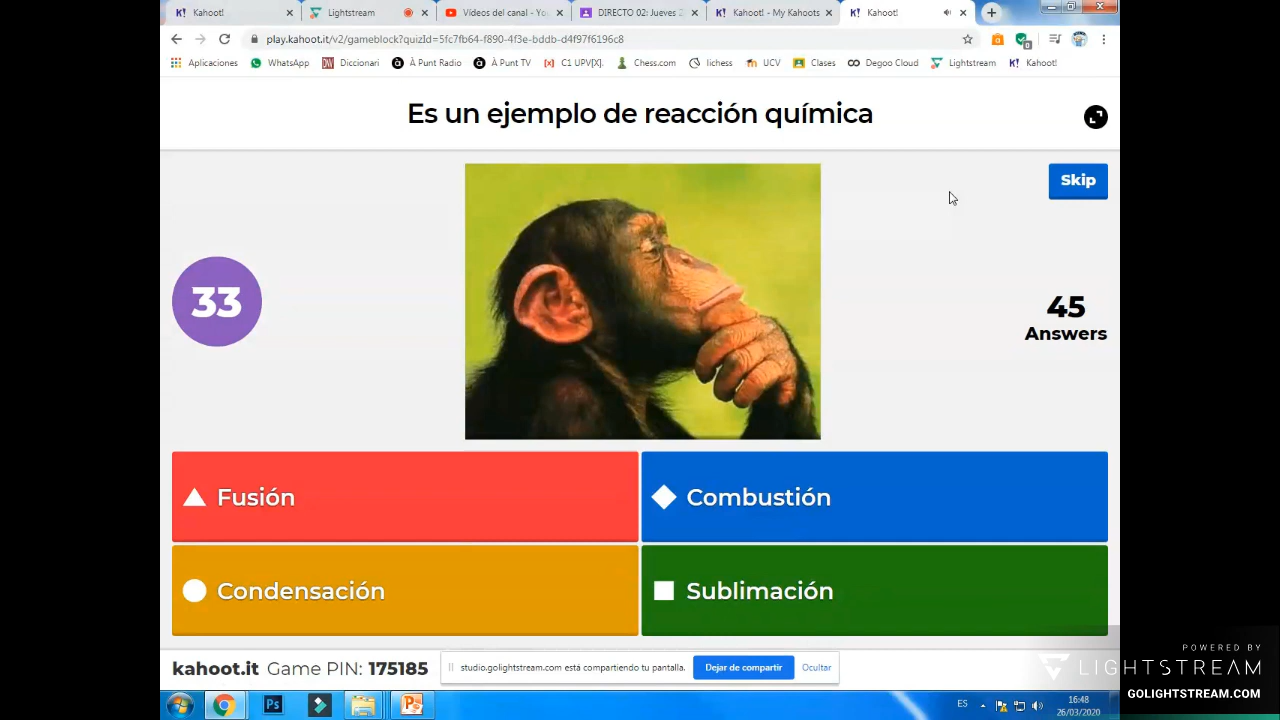 Kahoot!
Lightstream
Vídeos del canal - Yo
DIRECTO 02: Jueves 2
Kahoot! - My Kahoots
Kahoot!
play.kahoot.it/v2/gameblock?quizId=5fc7fb64-f890-4f3e-bddb-d4f97f6196c8
Aplicaciones WhatsApp Diccionari À Punt Radio À Punt TV C1 UPV[X]. Chess.com lichess UCV Clases Degoo Cloud Lightstream Kahoot!
Es un ejemplo de reacción química
Skip
33
45
Answers
Fusión
Combustión
Condensación
Sublimación
kahoot.it Game PIN: 175185
studio.golightstream.com está compartiendo tu pantalla. Dejar de compartir Ocultar
POWERED BY
LIGHTSTREAM
GOLIGHTSTREAM.COM
ES
16:48
26/03/2020